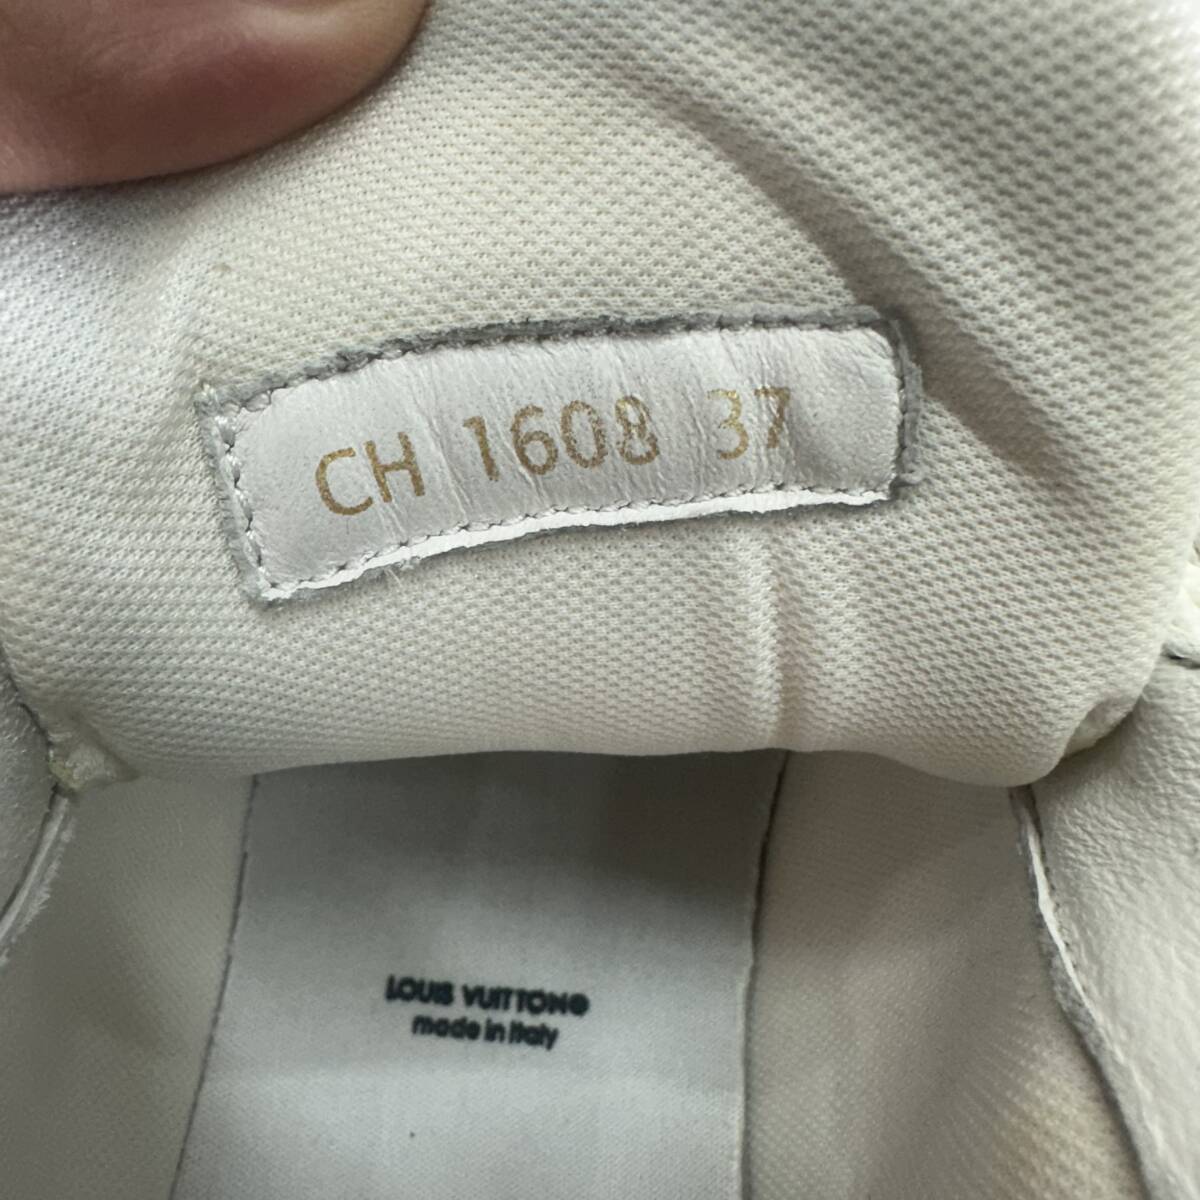 CH 1608 37
LOUIS VUITTON®
made in Italy